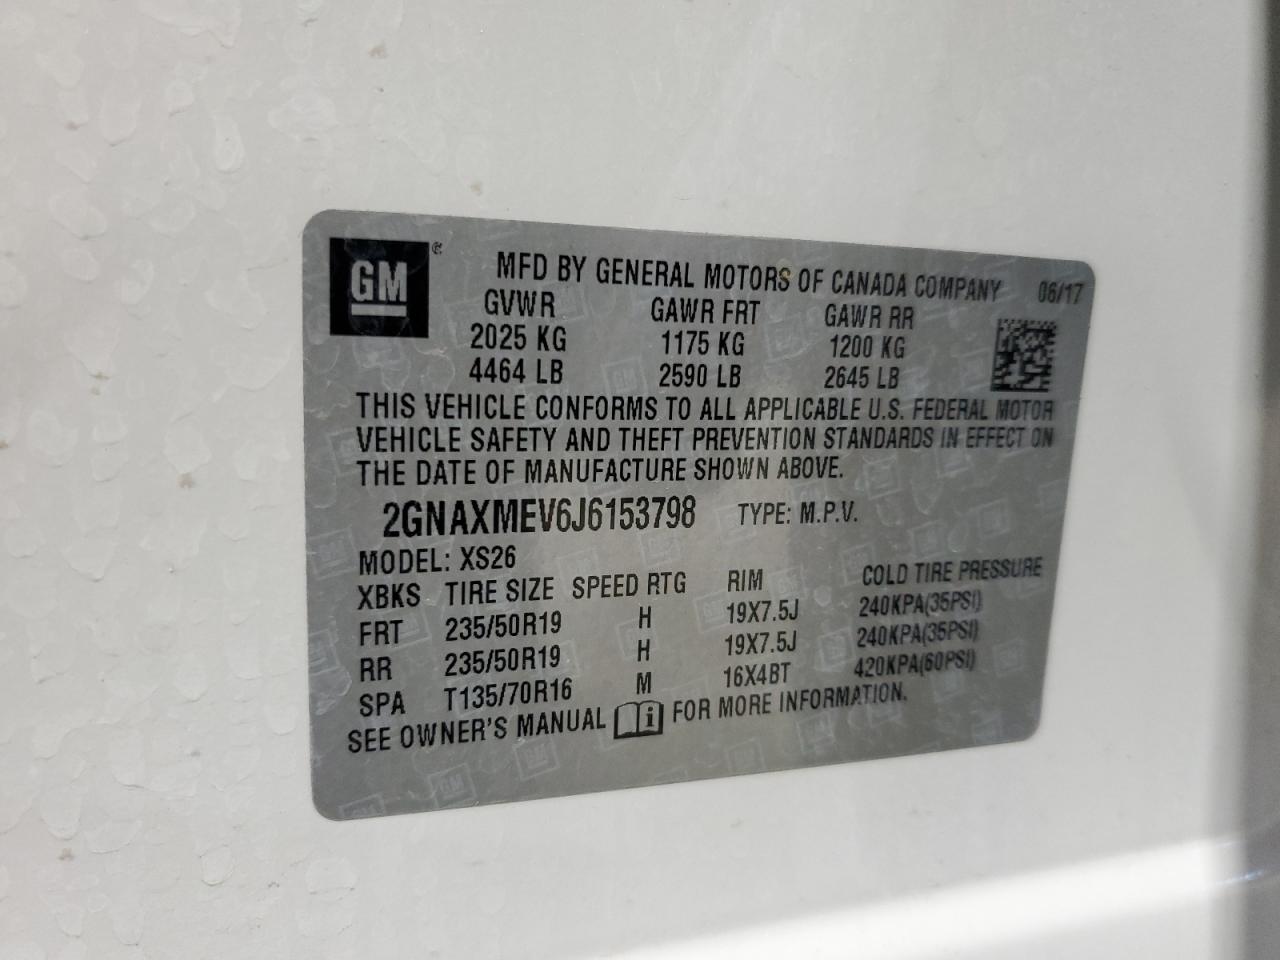 GM ®
MFD BY GENERAL MOTORS OF CANADA COMPANY 06/17
GVWR GAWR FRT GAWR RR
2025 KG 1175 KG 1200 KG
4464 LB 2590 LB 2645 LB
THIS VEHICLE CONFORMS TO ALL APPLICABLE U.S. FEDERAL MOTOR
VEHICLE SAFETY AND THEFT PREVENTION STANDARDS IN EFFECT ON
THE DATE OF MANUFACTURE SHOWN ABOVE.
2GNAXMEV6J6153798 TYPE: M.P.V.
MODEL: XS26
XBKS TIRE SIZE SPEED RTG RIM COLD TIRE PRESSURE
FRT 235/50R19 H 19X7.5J 240KPA(35PSI)
RR 235/50R19 H 19X7.5J 240KPA(35PSI)
SPA T135/70R16 M 16X4BT 420KPA(60PSI)
SEE OWNER'S MANUAL i FOR MORE INFORMATION.